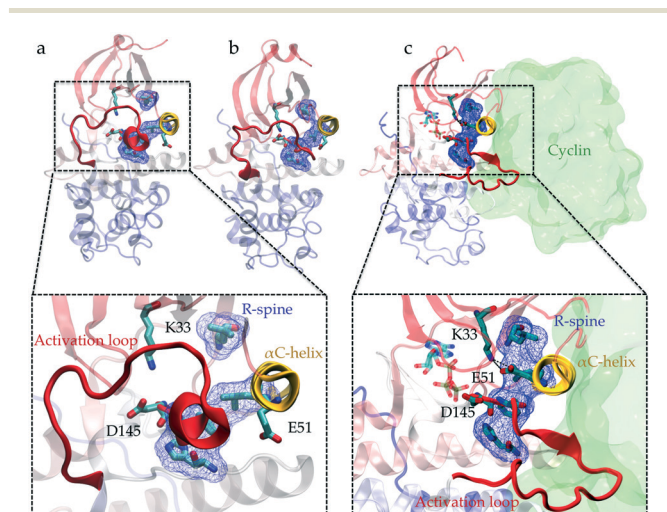 a
b
c
Cyclin
K33
R-spine
Activation loop
αC-helix
D145
E51
K33
R-spine
E51
αC-helix
D145
Activation loop